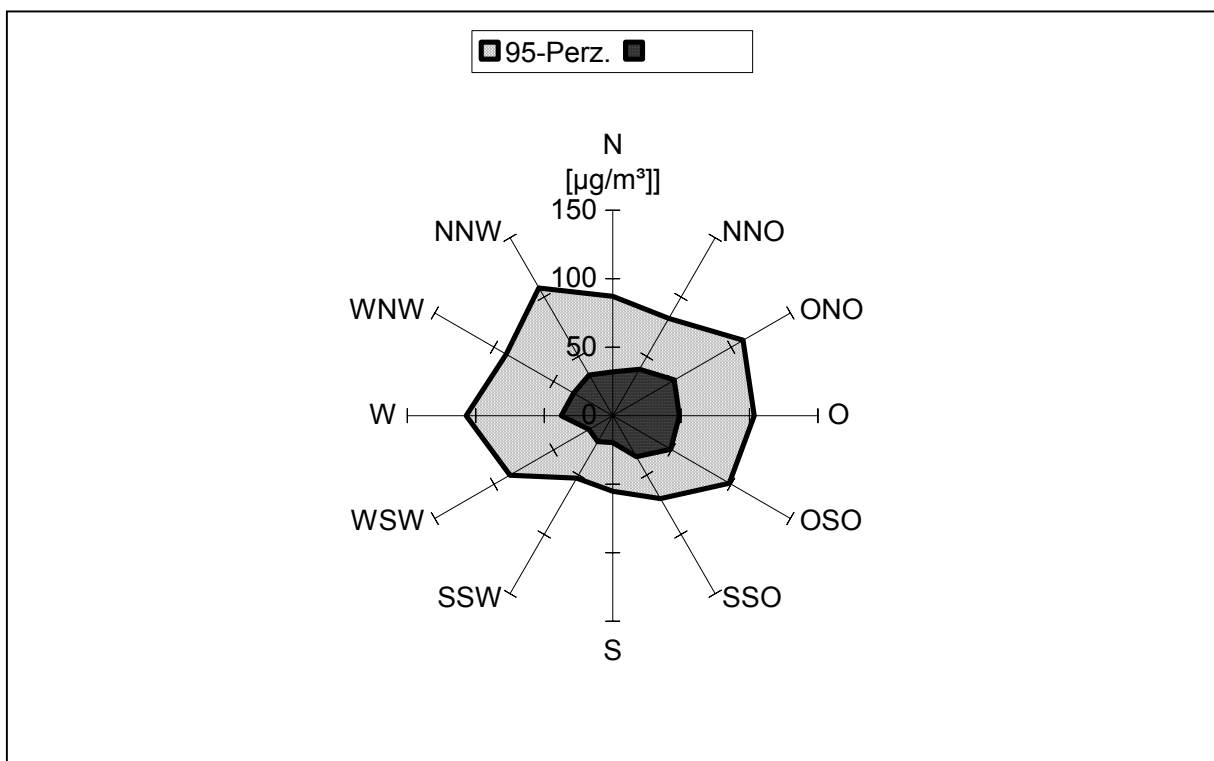 95-Perz.
N
[µg/m³]]
150
NNW
NNO
100
WNW
ONO
50
W
0
O
WSW
OSO
SSW
SSO
S